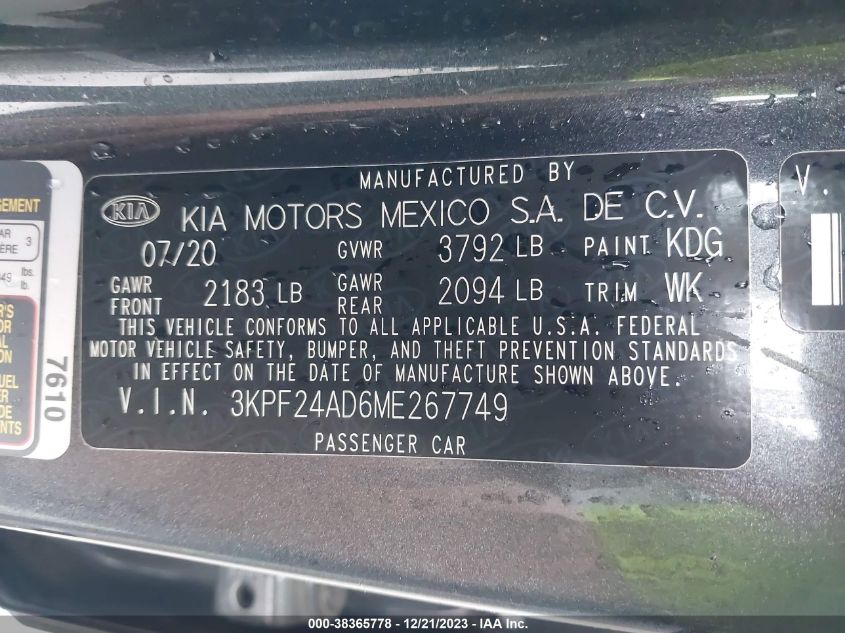 MANUFACTURED BY
KIA KIA MOTORS MEXICO S.A. DE C.V.
07/20 GVWR 3792 LB PAINT KDG
GAWR FRONT 2183 LB GAWR REAR 2094 LB TRIM WK
THIS VEHICLE CONFORMS TO ALL APPLICABLE U.S.A. FEDERAL
MOTOR VEHICLE SAFETY, BUMPER, AND THEFT PREVENTION STANDARDS
IN EFFECT ON THE DATE OF MANUFACTURE SHOWN ABOVE.
V.I.N. 3KPF24AD6ME267749
PASSENGER CAR
7610
V.
000-38365778 - 12/21/2023 - IAA Inc.